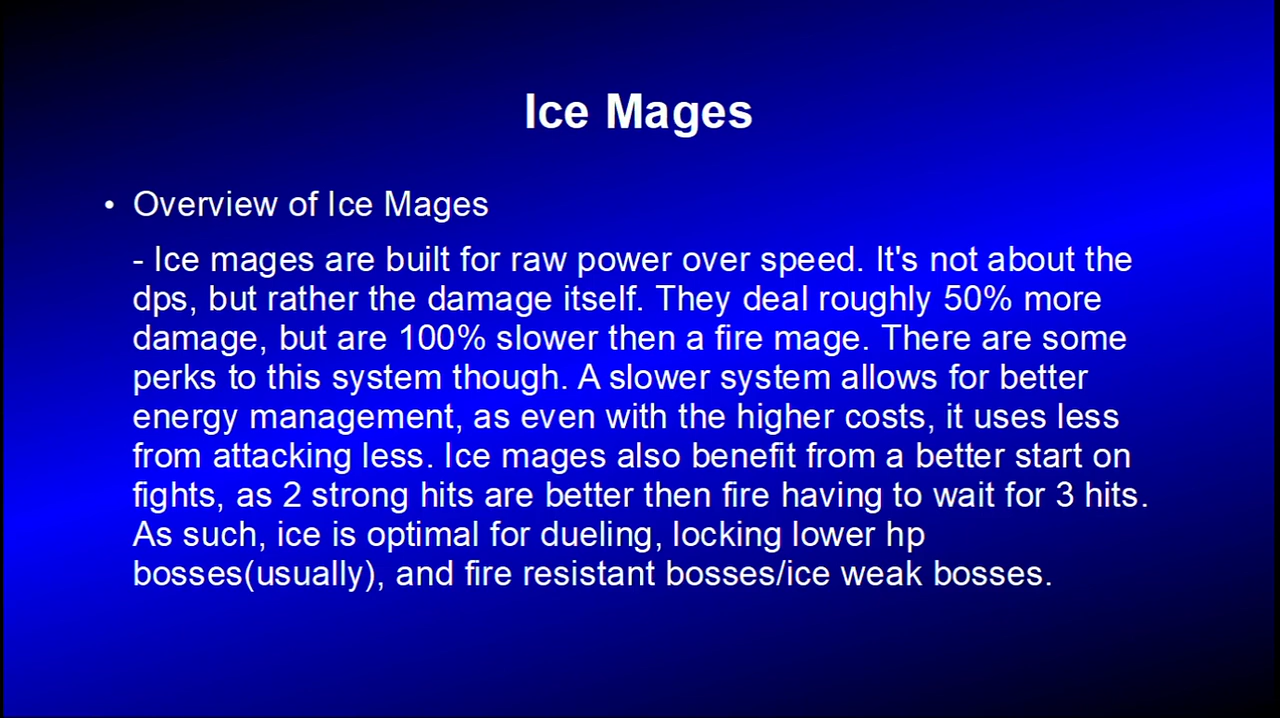 Ice Mages
• Overview of Ice Mages
- Ice mages are built for raw power over speed. It's not about the
dps, but rather the damage itself. They deal roughly 50% more
damage, but are 100% slower then a fire mage. There are some
perks to this system though. A slower system allows for better
energy management, as even with the higher costs, it uses less
from attacking less. Ice mages also benefit from a better start on
fights, as 2 strong hits are better then fire having to wait for 3 hits.
As such, ice is optimal for dueling, locking lower hp
bosses(usually), and fire resistant bosses/ice weak bosses.